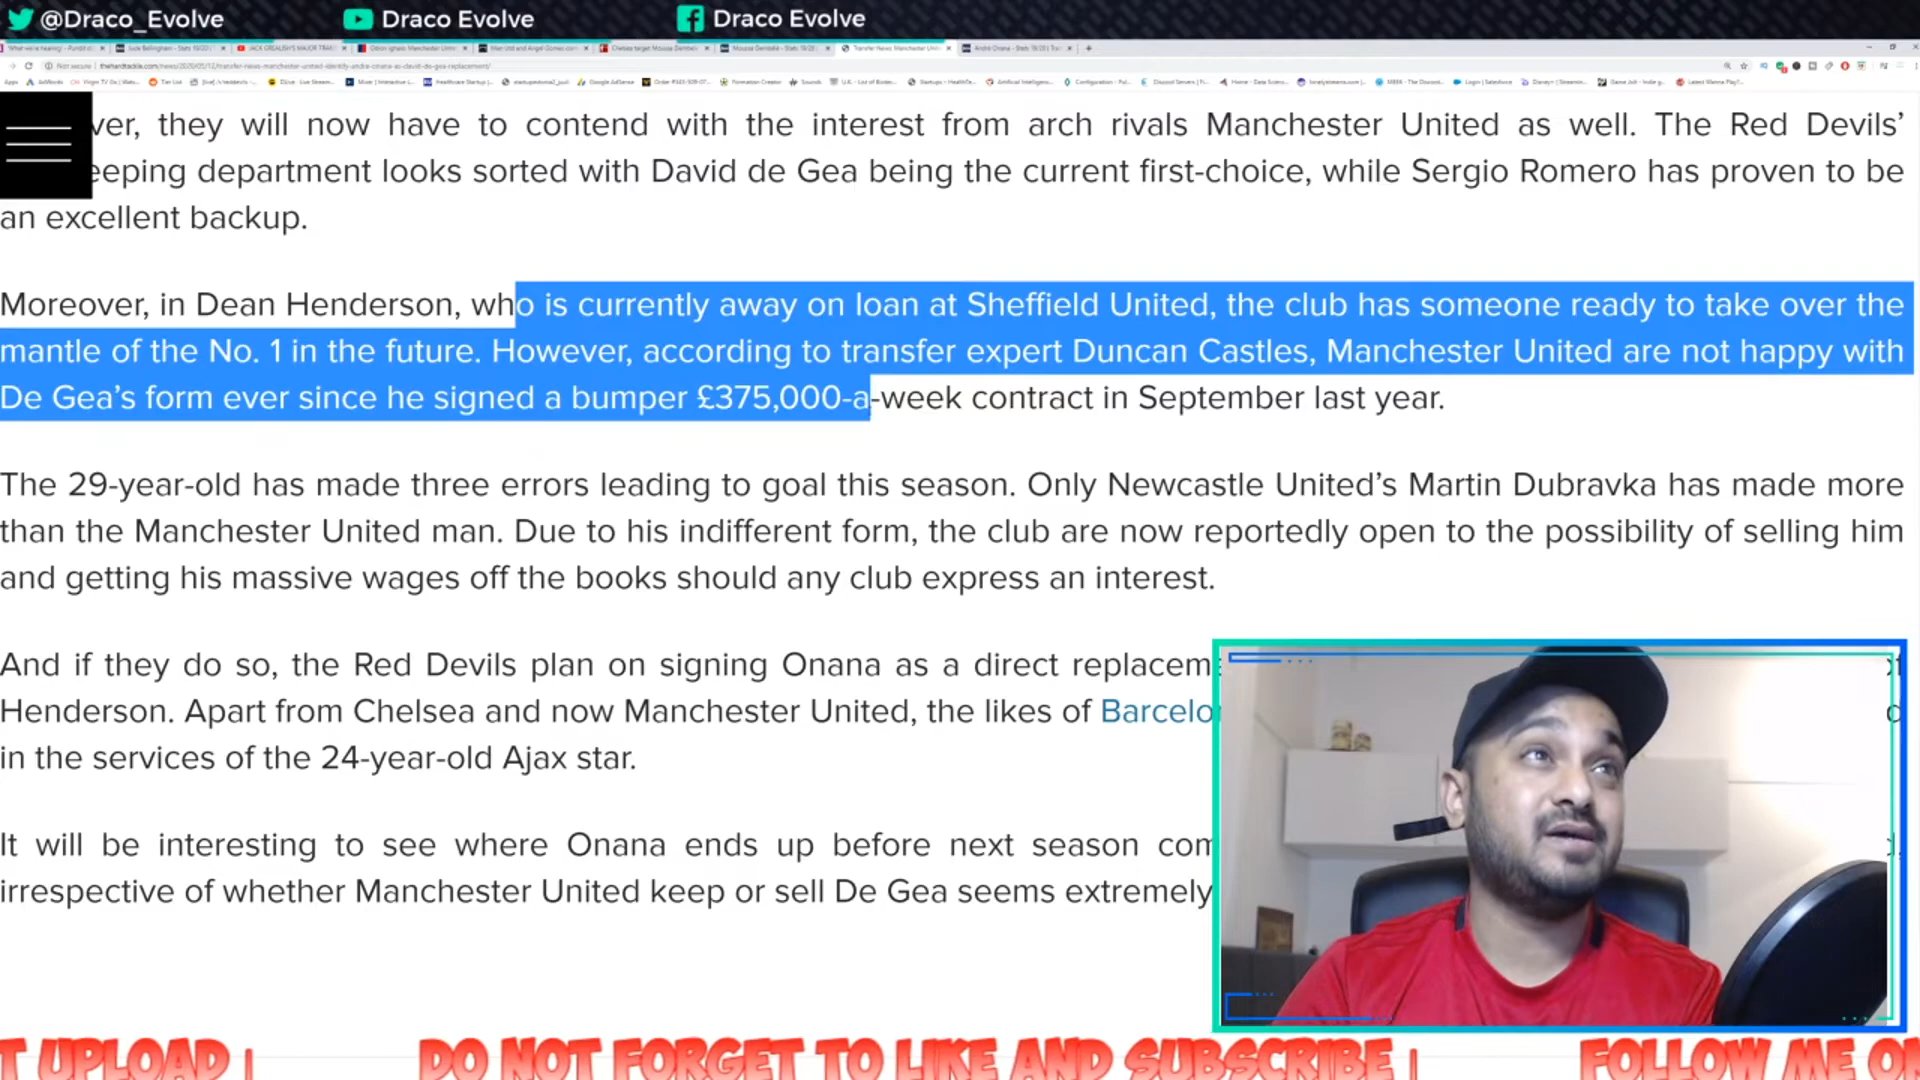 @Draco_Evolve Draco Evolve Draco Evolve
ver, they will now have to contend with the interest from arch rivals Manchester United as well. The Red Devils’
eeping department looks sorted with David de Gea being the current first-choice, while Sergio Romero has proven to be
an excellent backup.
Moreover, in Dean Henderson, who is currently away on loan at Sheffield United, the club has someone ready to take over the
mantle of the No. 1 in the future. However, according to transfer expert Duncan Castles, Manchester United are not happy with
De Gea’s form ever since he signed a bumper £375,000-a-week contract in September last year.
The 29-year-old has made three errors leading to goal this season. Only Newcastle United’s Martin Dubravka has made more
than the Manchester United man. Due to his indifferent form, the club are now reportedly open to the possibility of selling him
and getting his massive wages off the books should any club express an interest.
And if they do so, the Red Devils plan on signing Onana as a direct replaceme
Henderson. Apart from Chelsea and now Manchester United, the likes of Barcelo
in the services of the 24-year-old Ajax star.
It will be interesting to see where Onana ends up before next season com
irrespective of whether Manchester United keep or sell De Gea seems extremely
T UPLOAD | DO NOT FORGET TO LIKE AND SUBSCRIBE | FOLLOW ME ON